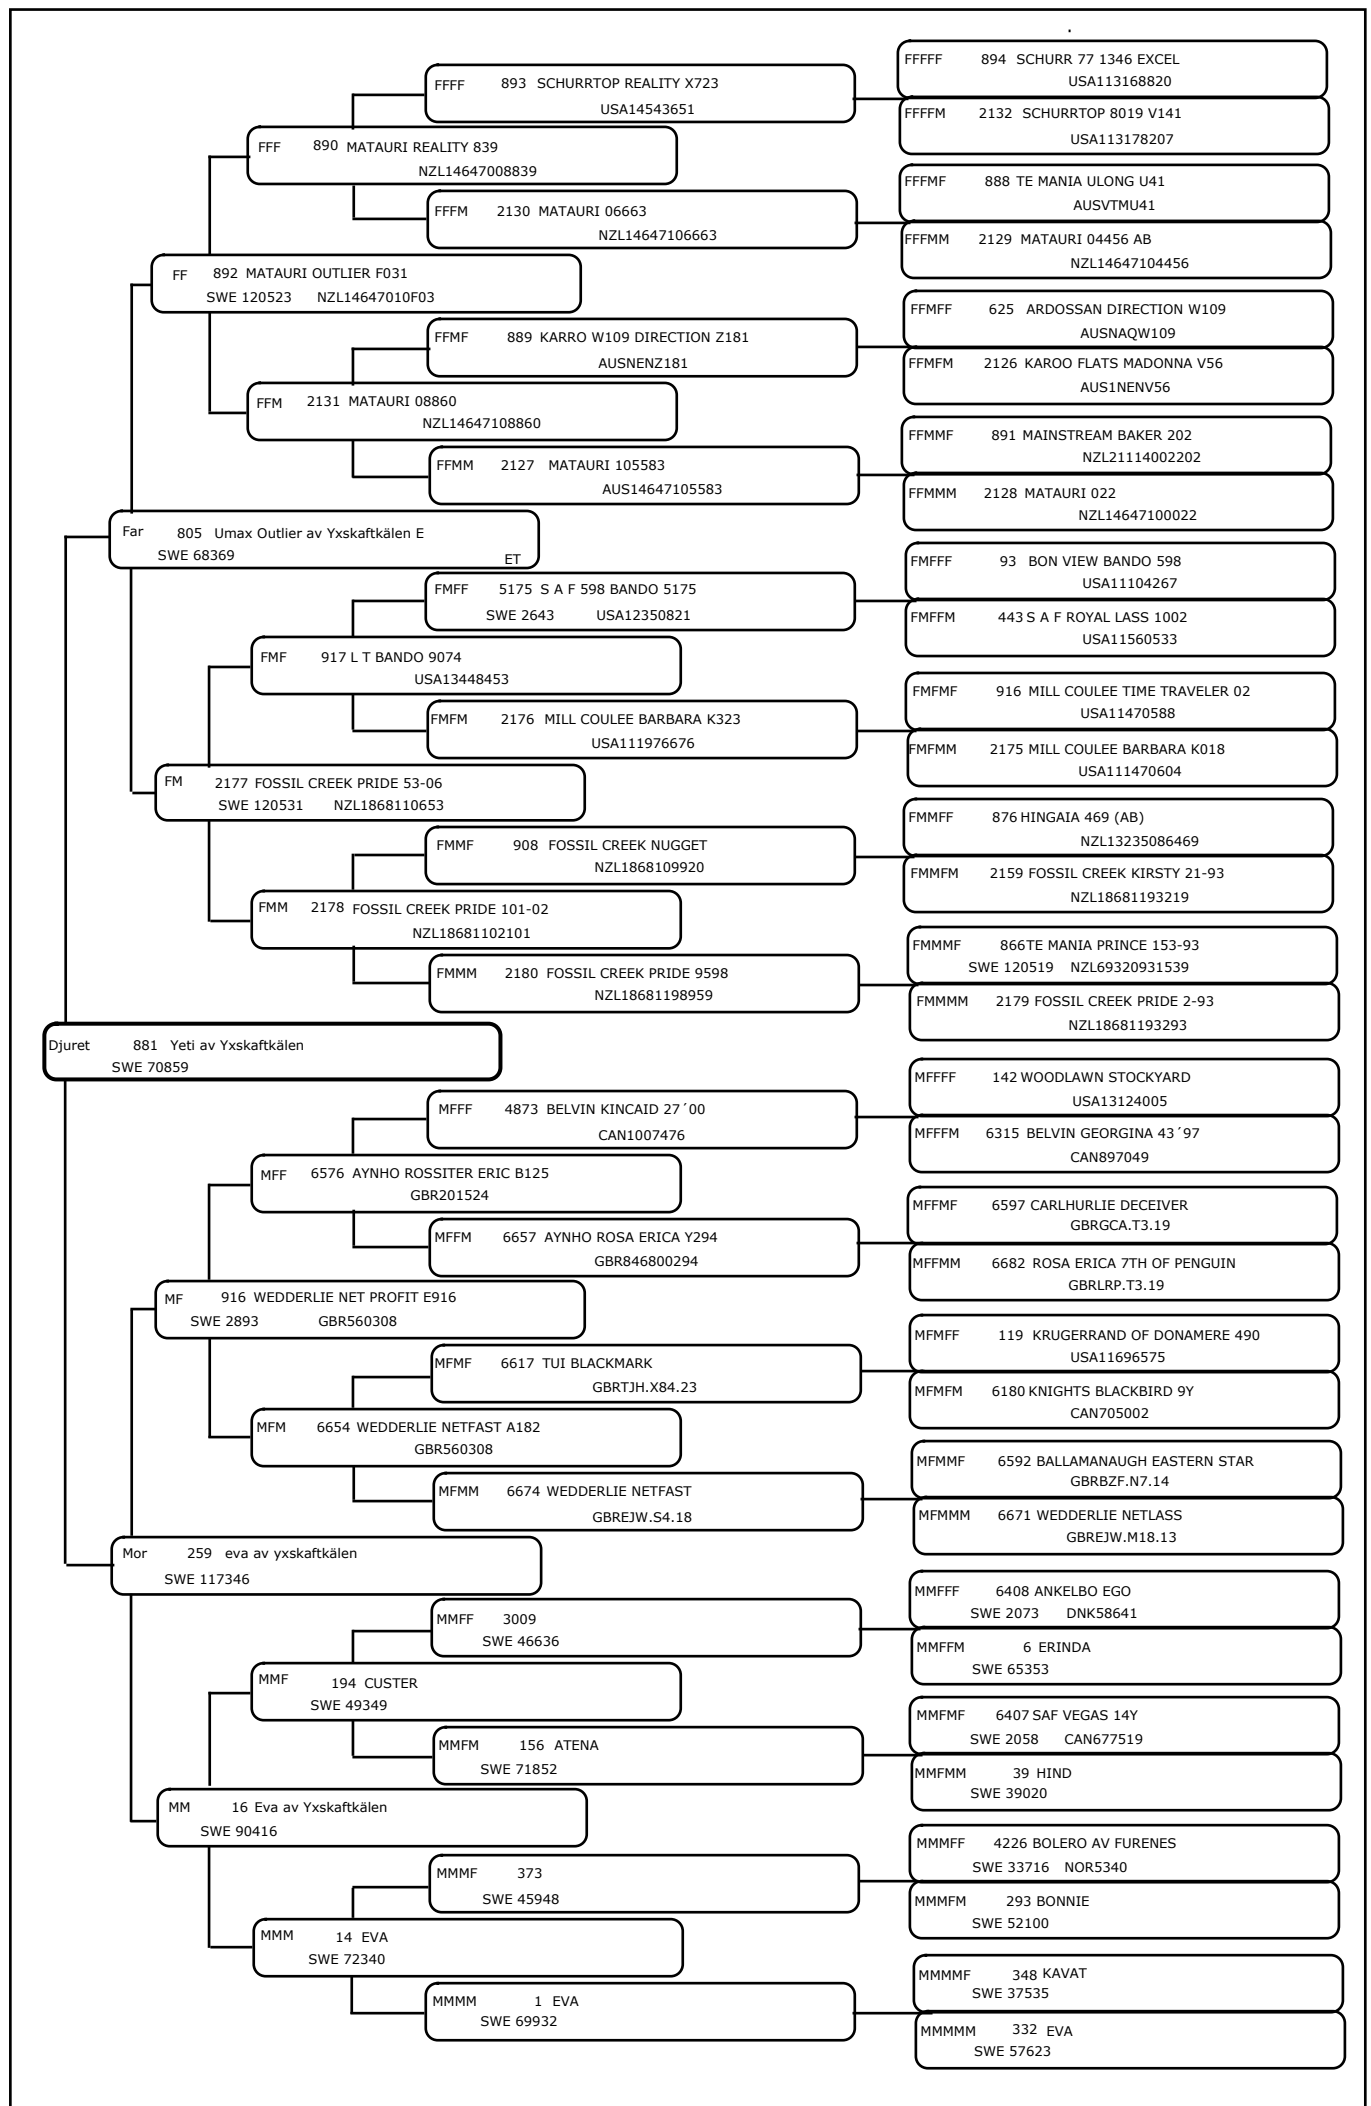 FFFFF 894 SCHURR 77 1346 EXCEL
USA113168820
FFFF 893 SCHURRTOP REALITY X723
USA14543651
FFFFM 2132 SCHURRTOP 8019 V141
USA113178207
FFF 890 MATAURI REALITY 839
NZL14647008839
FFFMF 888 TE MANIA ULONG U41
AUSVTMU41
FFFM 2130 MATAURI 06663
NZL14647106663
FFFMM 2129 MATAURI 04456 AB
NZL14647104456
FF 892 MATAURI OUTLIER F031
SWE 120523 NZL14647010F03
FFMFF 625 ARDOSSAN DIRECTION W109
AUSNAQW109
FFMF 889 KARRO W109 DIRECTION Z181
AUSNENZ181
FFMFM 2126 KAROO FLATS MADONNA V56
AUS1NENV56
FFM 2131 MATAURI 08860
NZL14647108860
FFMMF 891 MAINSTREAM BAKER 202
NZL21114002202
FFMM 2127 MATAURI 105583
AUS14647105583
FFMMM 2128 MATAURI 022
NZL14647100022
Far 805 Umax Outlier av Yxskaftkälen E
SWE 68369 ET
FMFFF 93 BON VIEW BANDO 598
USA11104267
FMFF 5175 S A F 598 BANDO 5175
SWE 2643 USA12350821
FMFFM 443 S A F ROYAL LASS 1002
USA11560533
FMF 917 L T BANDO 9074
USA13448453
FMFMF 916 MILL COULEE TIME TRAVELER 02
USA11470588
FMFM 2176 MILL COULEE BARBARA K323
USA111976676
FMFMM 2175 MILL COULEE BARBARA K018
USA111470604
FM 2177 FOSSIL CREEK PRIDE 53-06
SWE 120531 NZL1868110653
FMMFF 876 HINGAIA 469 (AB)
NZL13235086469
FMMF 908 FOSSIL CREEK NUGGET
NZL1868109920
FMMFM 2159 FOSSIL CREEK KIRSTY 21-93
NZL18681193219
FMM 2178 FOSSIL CREEK PRIDE 101-02
NZL18681102101
FMMMF 866TE MANIA PRINCE 153-93
SWE 120519 NZL69320931539
FMMM 2180 FOSSIL CREEK PRIDE 9598
NZL18681198959
FMMMM 2179 FOSSIL CREEK PRIDE 2-93
NZL18681193293
Djuret 881 Yeti av Yxskaftkälen
SWE 70859
MFFFF 142 WOODLAWN STOCKYARD
USA13124005
MFFF 4873 BELVIN KINCAID 27´00
CAN1007476
MFFFM 6315 BELVIN GEORGINA 43´97
CAN897049
MFF 6576 AYNHO ROSSITER ERIC B125
GBR201524
MFFMF 6597 CARLHURLIE DECEIVER
GBRGCA.T3.19
MFFM 6657 AYNHO ROSA ERICA Y294
GBR846800294
MFFMM 6682 ROSA ERICA 7TH OF PENGUIN
GBRLRP.T3.19
MF 916 WEDDERLIE NET PROFIT E916
SWE 2893 GBR560308
MFMFF 119 KRUGERRAND OF DONAMERE 490
USA11696575
MFMF 6617 TUI BLACKMARK
GBRTJH.X84.23
MFMFM 6180 KNIGHTS BLACKBIRD 9Y
CAN705002
MFM 6654 WEDDERLIE NETFAST A182
GBR560308
MFMMF 6592 BALLAMANAUGH EASTERN STAR
GBRBZF.N7.14
MFMM 6674 WEDDERLIE NETFAST
GBREJW.S4.18
MFMMM 6671 WEDDERLIE NETLASS
GBREJW.M18.13
Mor 259 eva av yxskaftkälen
SWE 117346
MMFFF 6408 ANKELBO EGO
SWE 2073 DNK58641
MMFF 3009
SWE 46636
MMFFM 6 ERINDA
SWE 65353
MMF 194 CUSTER
SWE 49349
MMFMF 6407 SAF VEGAS 14Y
SWE 2058 CAN677519
MMFM 156 ATENA
SWE 71852
MMFMM 39 HIND
SWE 39020
MM 16 Eva av Yxskaftkälen
SWE 90416
MMMFF 4226 BOLERO AV FURENES
SWE 33716 NOR5340
MMMF 373
SWE 45948
MMMFM 293 BONNIE
SWE 52100
MMM 14 EVA
SWE 72340
MMMMF 348 KAVAT
SWE 37535
MMMM 1 EVA
SWE 69932
MMMMM 332 EVA
SWE 57623